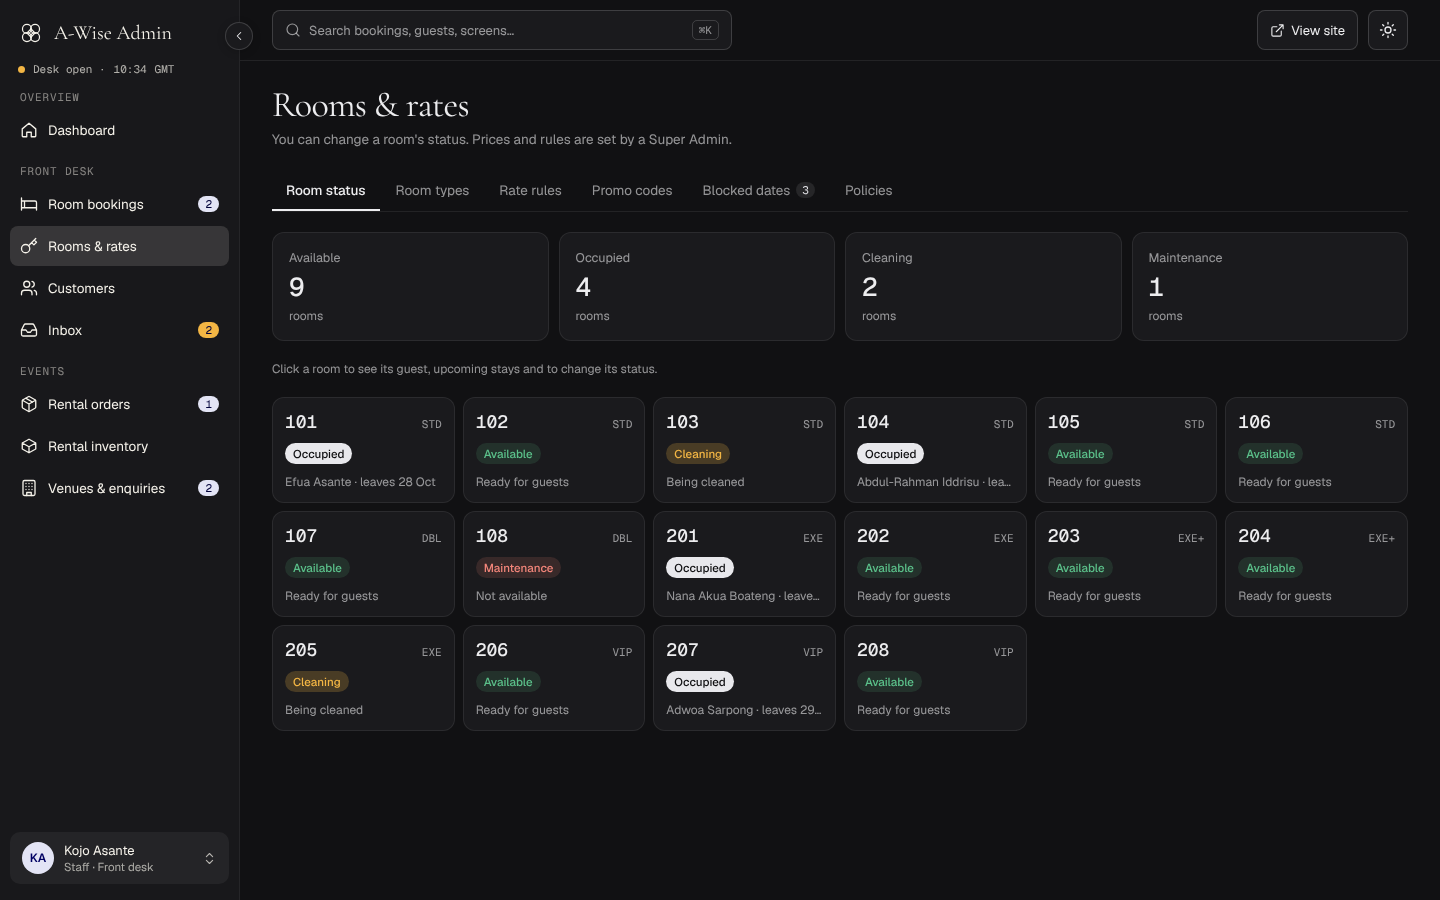 A-Wise Admin
Desk open · 10:34 GMT
OVERVIEW
Dashboard
FRONT DESK
Room bookings 2
Rooms & rates
Customers
Inbox 2
EVENTS
Rental orders 1
Rental inventory
Venues & enquiries 2
KA
Kojo Asante
Staff · Front desk
Search bookings, guests, screens... ⌘K
View site
Rooms & rates
You can change a room's status. Prices and rules are set by a Super Admin.
Room status Room types Rate rules Promo codes Blocked dates 3 Policies
Available
9
rooms
Occupied
4
rooms
Cleaning
2
rooms
Maintenance
1
rooms
Click a room to see its guest, upcoming stays and to change its status.
101 STD
Occupied
Efua Asante · leaves 28 Oct
102 STD
Available
Ready for guests
103 STD
Cleaning
Being cleaned
104 STD
Occupied
Abdul-Rahman Iddrisu · lea...
105 STD
Available
Ready for guests
106 STD
Available
Ready for guests
107 DBL
Available
Ready for guests
108 DBL
Maintenance
Not available
201 EXE
Occupied
Nana Akua Boateng · leave...
202 EXE
Available
Ready for guests
203 EXE+
Available
Ready for guests
204 EXE+
Available
Ready for guests
205 EXE
Cleaning
Being cleaned
206 VIP
Available
Ready for guests
207 VIP
Occupied
Adwoa Sarpong · leaves 29...
208 VIP
Available
Ready for guests